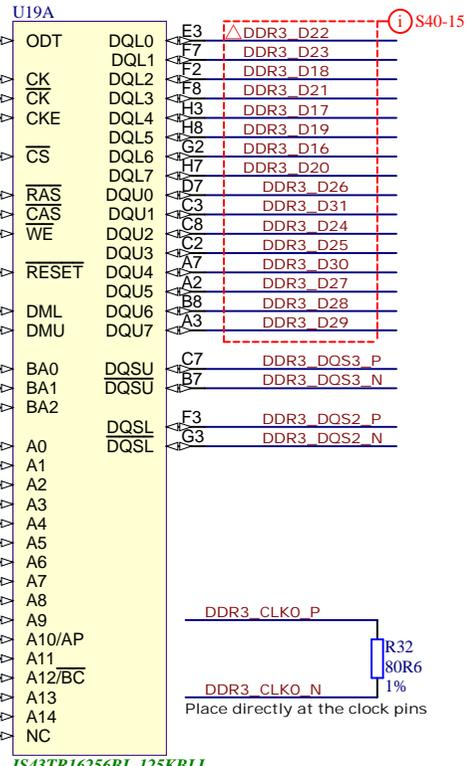 U19A
S40-15
ODT DQL0 E3 DDR3_D22
DQL1 F7 DDR3_D23
CK DQL2 F2 DDR3_D18
CK DQL3 F8 DDR3_D21
CKE DQL4 H3 DDR3_D17
DQL5 H8 DDR3_D19
CS DQL6 G2 DDR3_D16
DQL7 H7 DDR3_D20
RAS DQU0 D7 DDR3_D26
CAS DQU1 C3 DDR3_D31
WE DQU2 C8 DDR3_D24
DQU3 C2 DDR3_D25
RESET DQU4 A7 DDR3_D30
DQU5 A2 DDR3_D27
DML DQU6 B8 DDR3_D28
DMU DQU7 A3 DDR3_D29
BA0 DQSU C7 DDR3_DQS3_P
BA1 DQSU B7 DDR3_DQS3_N
BA2
DQSL F3 DDR3_DQS2_P
A0 DQSL G3 DDR3_DQS2_N
A1
A2
A3
A4
A5
A6
A7
A8
A9 DDR3_CLK0_P
A10/AP R32
A11 80R6
A12/BC 1%
A13 DDR3_CLK0_N
A14 Place directly at the clock pins
NC
IS43TR16256BL-125KBLI